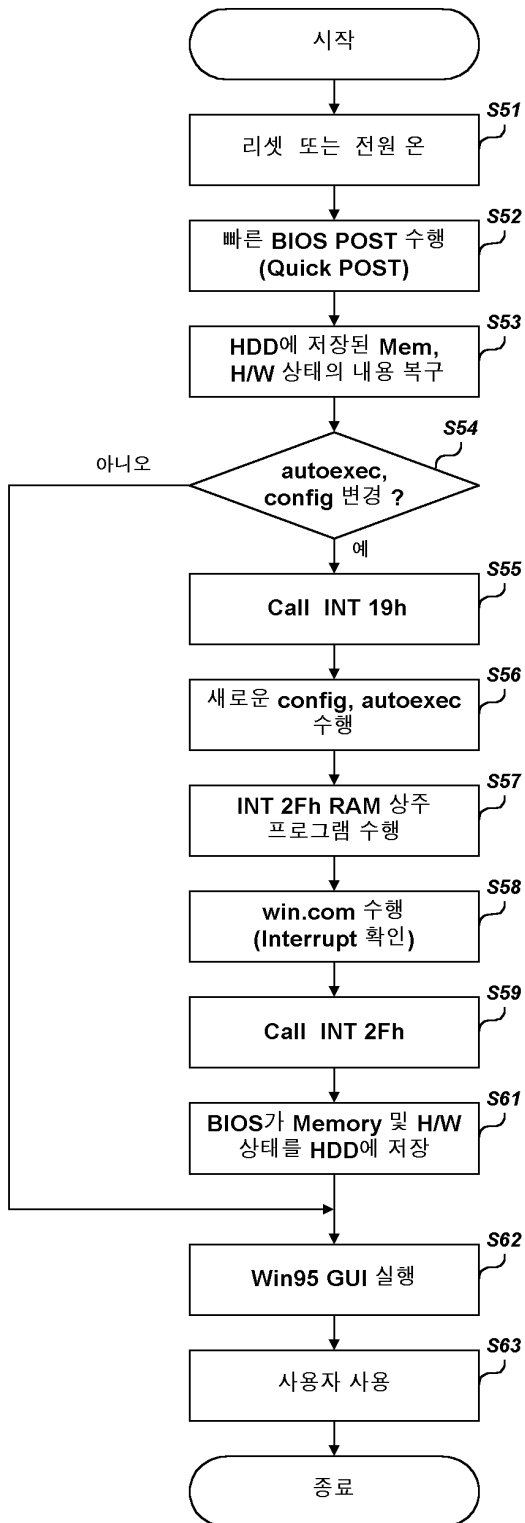 시작
S51
리셋 또는 전원 온
S52
빠른 BIOS POST 수행
(Quick POST)
S53
HDD에 저장된 Mem,
H/W 상태의 내용 복구
S54
아니오
autoexec,
config 변경 ?
예
S55
Call INT 19h
S56
새로운 config, autoexec
수행
S57
INT 2Fh RAM 상주
프로그램 수행
S58
win.com 수행
(Interrupt 확인)
S59
Call INT 2Fh
S61
BIOS가 Memory 및 H/W
상태를 HDD에 저장
S62
Win95 GUI 실행
S63
사용자 사용
종료